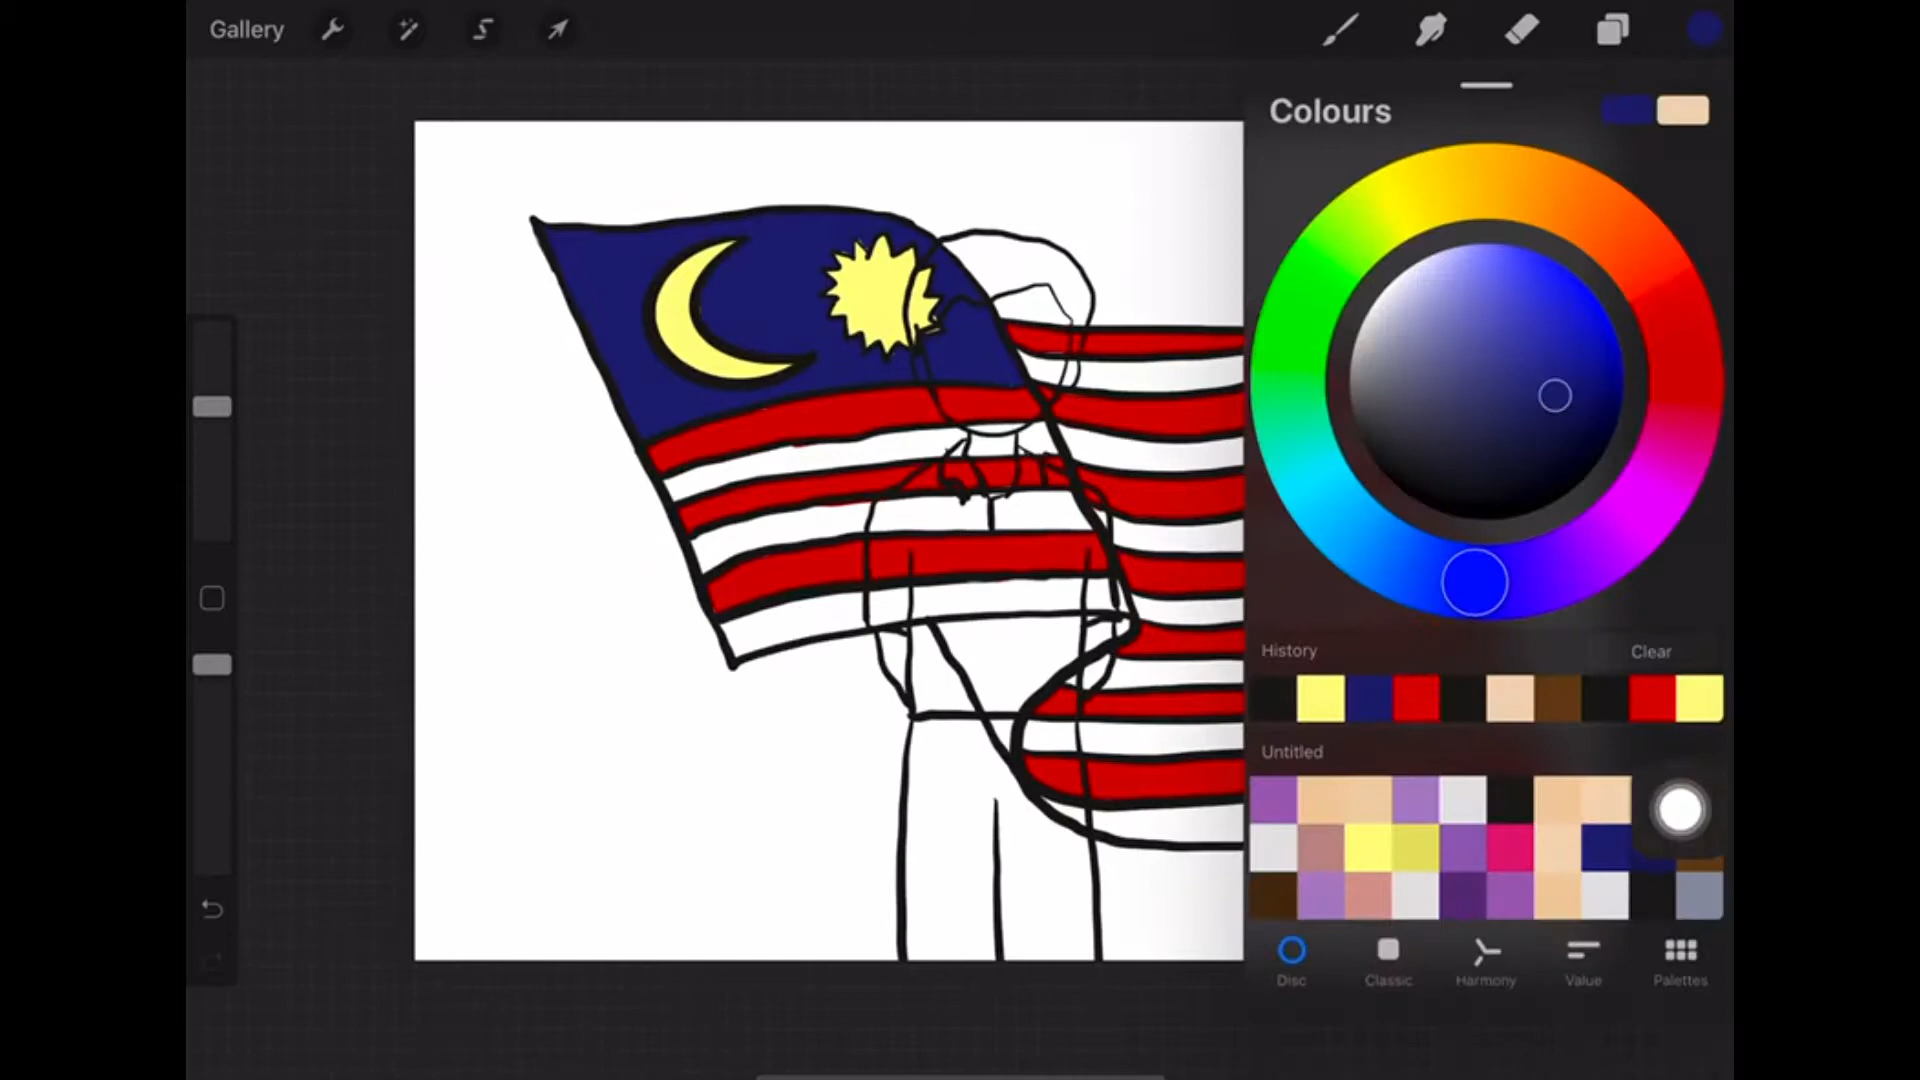 Gallery
Colours
History Clear
Untitled
Disc Classic Harmony Value Palettes